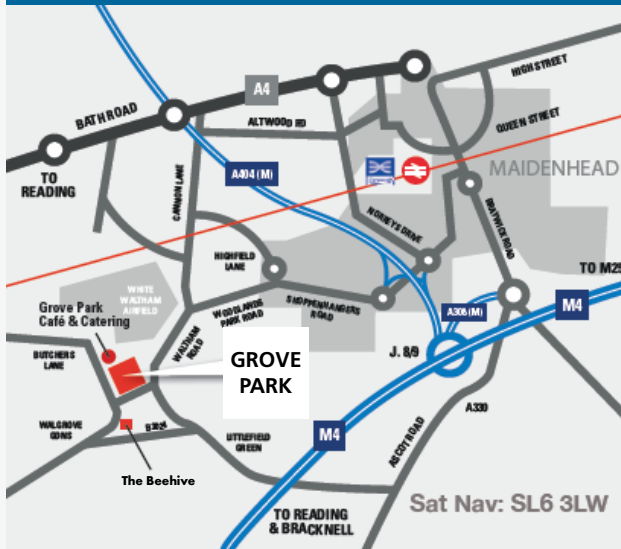 HIGH STREET
A4
BATH ROAD
ALTWOOD RD
QUEEN STREET
TO
READING
CANNON LANE
A404 (M)
MAIDENHEAD
NORREYS DRIVE
BRAYWICK ROAD
HIGHFIELD
LANE
TO M25
WHITE
WALTHAM
AIRFIELD
Grove Park
Café & Catering
WOODLANDS
PARK ROAD
SHOPPENHANGERS
ROAD
A308 (M)
M4
BUTCHERS
LANE
WALTHAM
ROAD
GROVE
PARK
J. 8/9
WALGROVE
GDNS
B3024
LITTLEFIELD
GREEN
M4
ASCOT ROAD
A330
The Beehive
TO READING
& BRACKNELL
Sat Nav: SL6 3LW